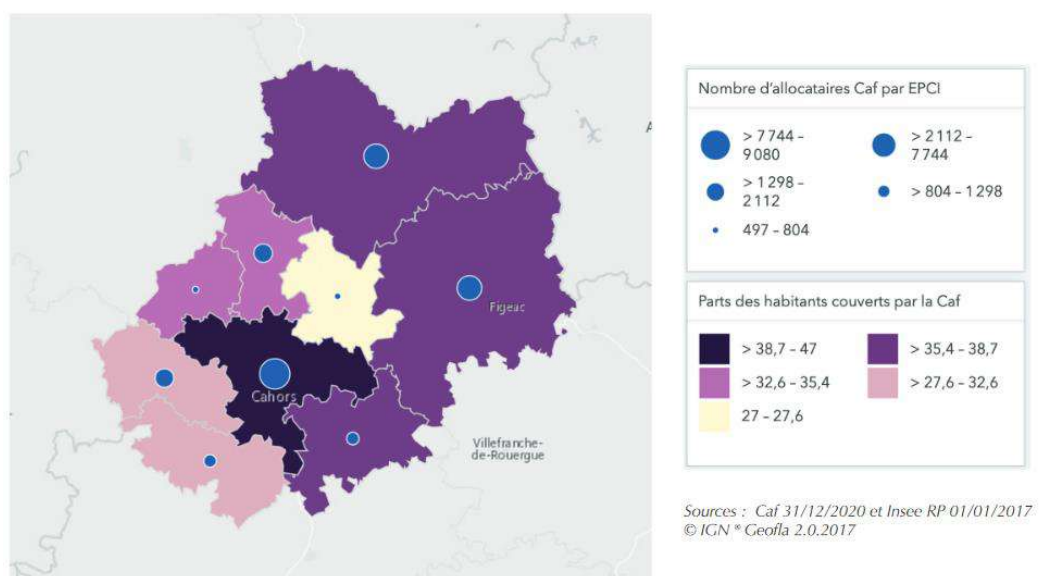 Figeac
Cahors
Villefranche-
de-Rouergue
A
Nombre d'allocataires Caf par EPCI
> 7 744 –
9 080
> 2 112 –
7 744
> 1 298 –
2 112
> 804 – 1 298
497 – 804
Parts des habitants couverts par la Caf
> 38,7 – 47
> 35,4 – 38,7
> 32,6 – 35,4
> 27,6 – 32,6
27 – 27,6
Sources : Caf 31/12/2020 et Insee RP 01/01/2017
© IGN ® Geofla 2.0.2017